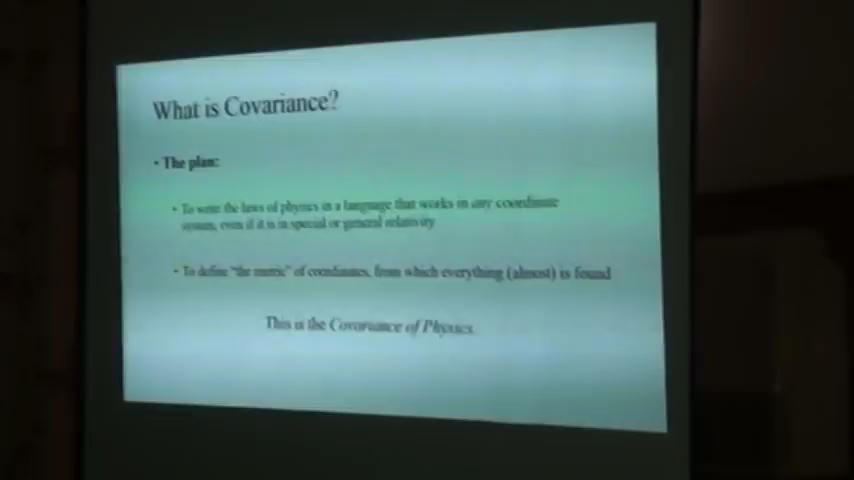 What is Covariance?
• The plan:
• To write the laws of physics in a language that works in any coordinate
system, even if it is in special or general relativity
• To define "the metric" of coordinates, from which everything (almost) is found
This is the Covariance of Physics.